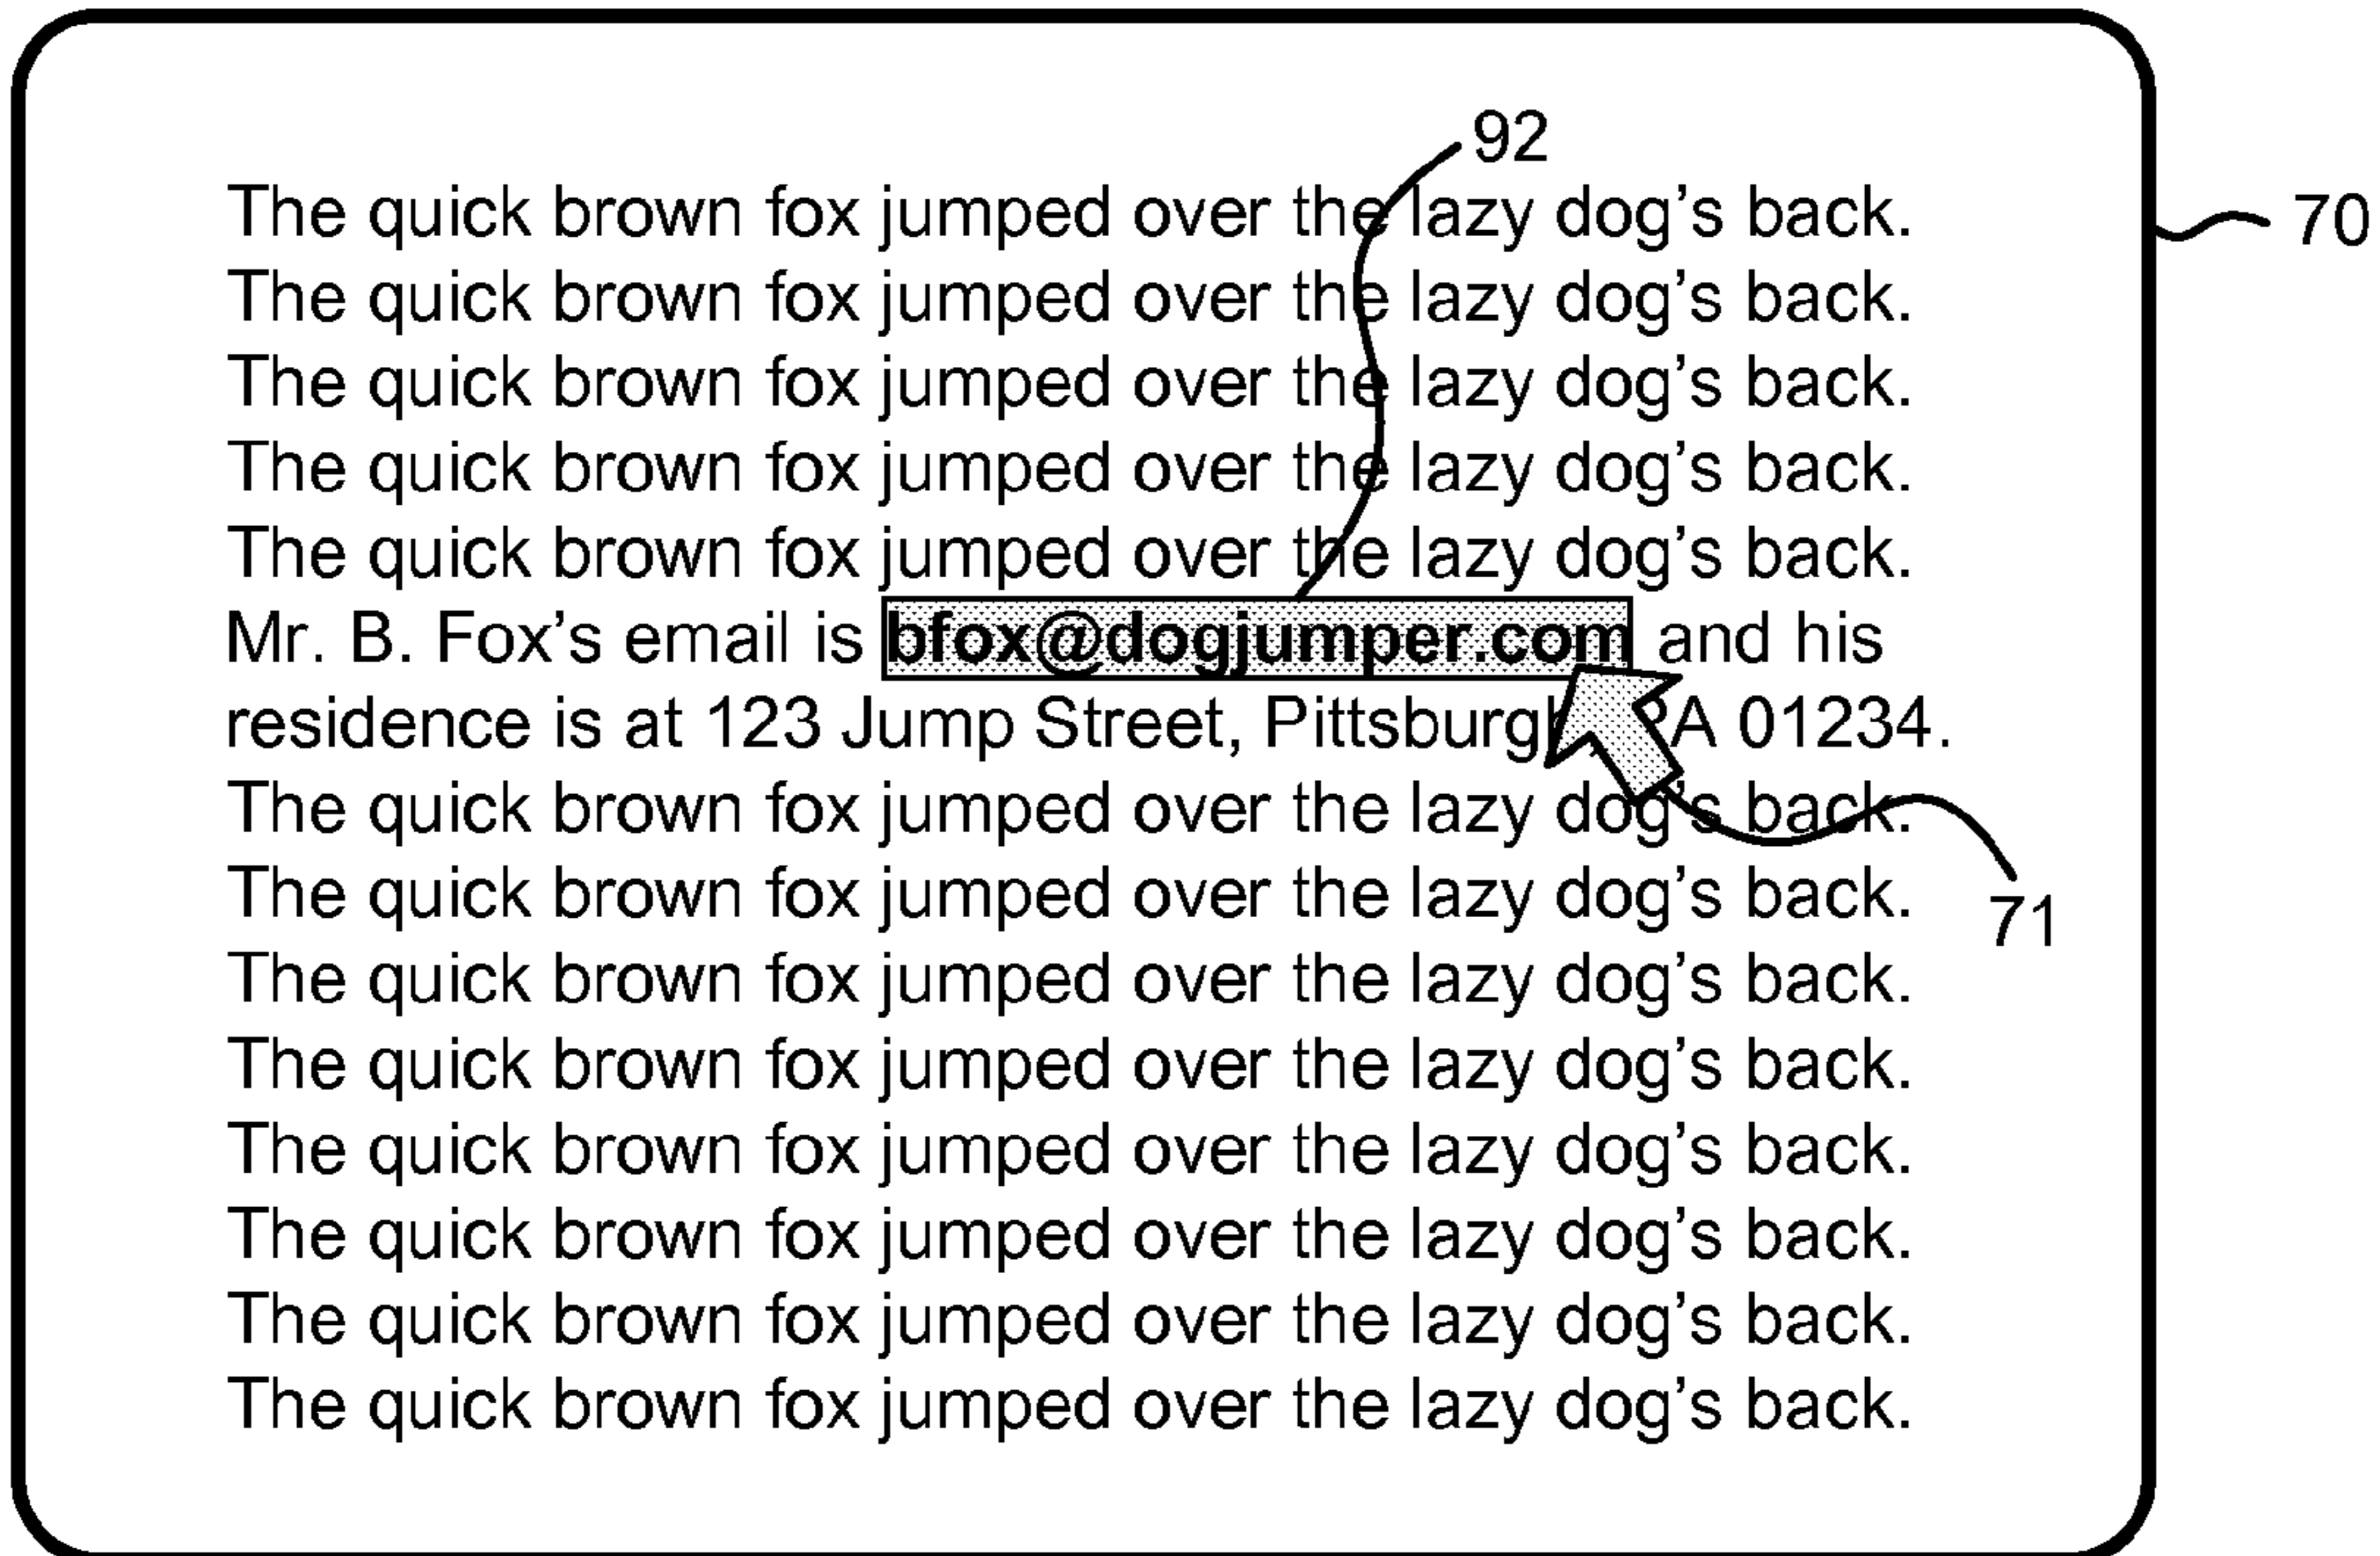 92
The quick brown fox jumped over the lazy dog’s back.
70
The quick brown fox jumped over the lazy dog’s back.
The quick brown fox jumped over the lazy dog’s back.
The quick brown fox jumped over the lazy dog’s back.
The quick brown fox jumped over the lazy dog’s back.
Mr. B. Fox’s email is bfox@dogjumper.com and his
residence is at 123 Jump Street, Pittsburgh, PA 01234.
The quick brown fox jumped over the lazy dog’s back.
The quick brown fox jumped over the lazy dog’s back.
71
The quick brown fox jumped over the lazy dog’s back.
The quick brown fox jumped over the lazy dog’s back.
The quick brown fox jumped over the lazy dog’s back.
The quick brown fox jumped over the lazy dog’s back.
The quick brown fox jumped over the lazy dog’s back.
The quick brown fox jumped over the lazy dog’s back.